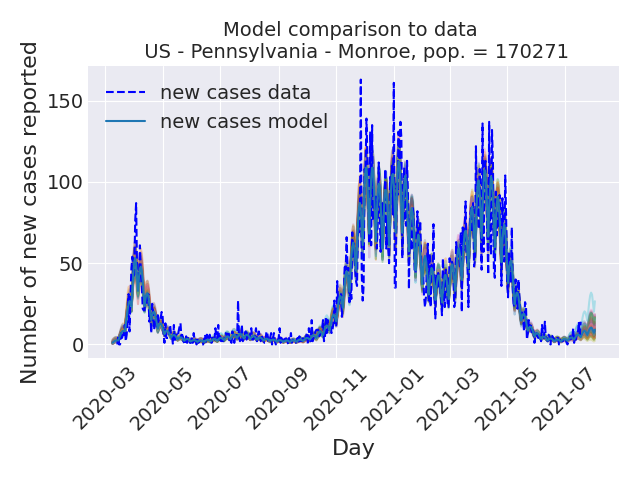 Model comparison to data
US - Pennsylvania - Monroe, pop. = 170271
new cases data
new cases model
Number of new cases reported
150
100
50
0
2020-03
2020-05
2020-07
2020-09
2020-11
2021-01
2021-03
2021-05
2021-07
Day